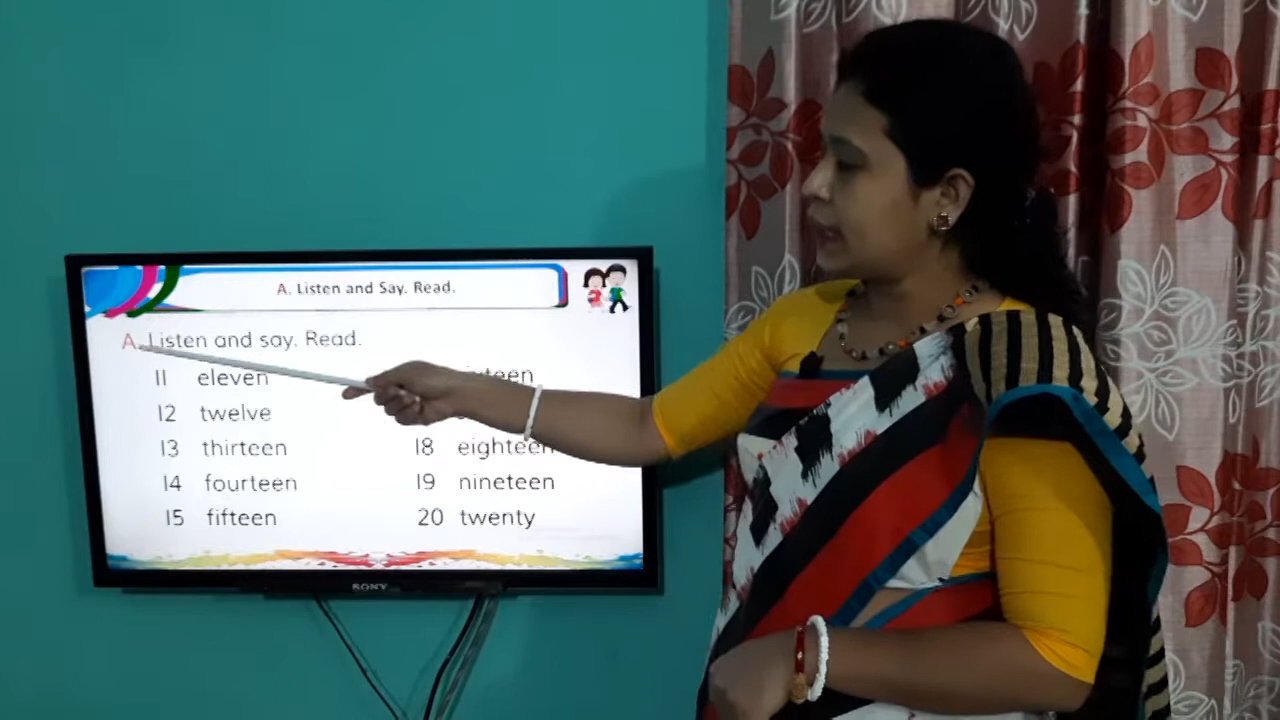 A. Listen and Say. Read.
A. Listen and say. Read.
11 eleven
12 twelve
13 thirteen
14 fourteen
15 fifteen
18 eighteen
19 nineteen
20 twenty
SONY